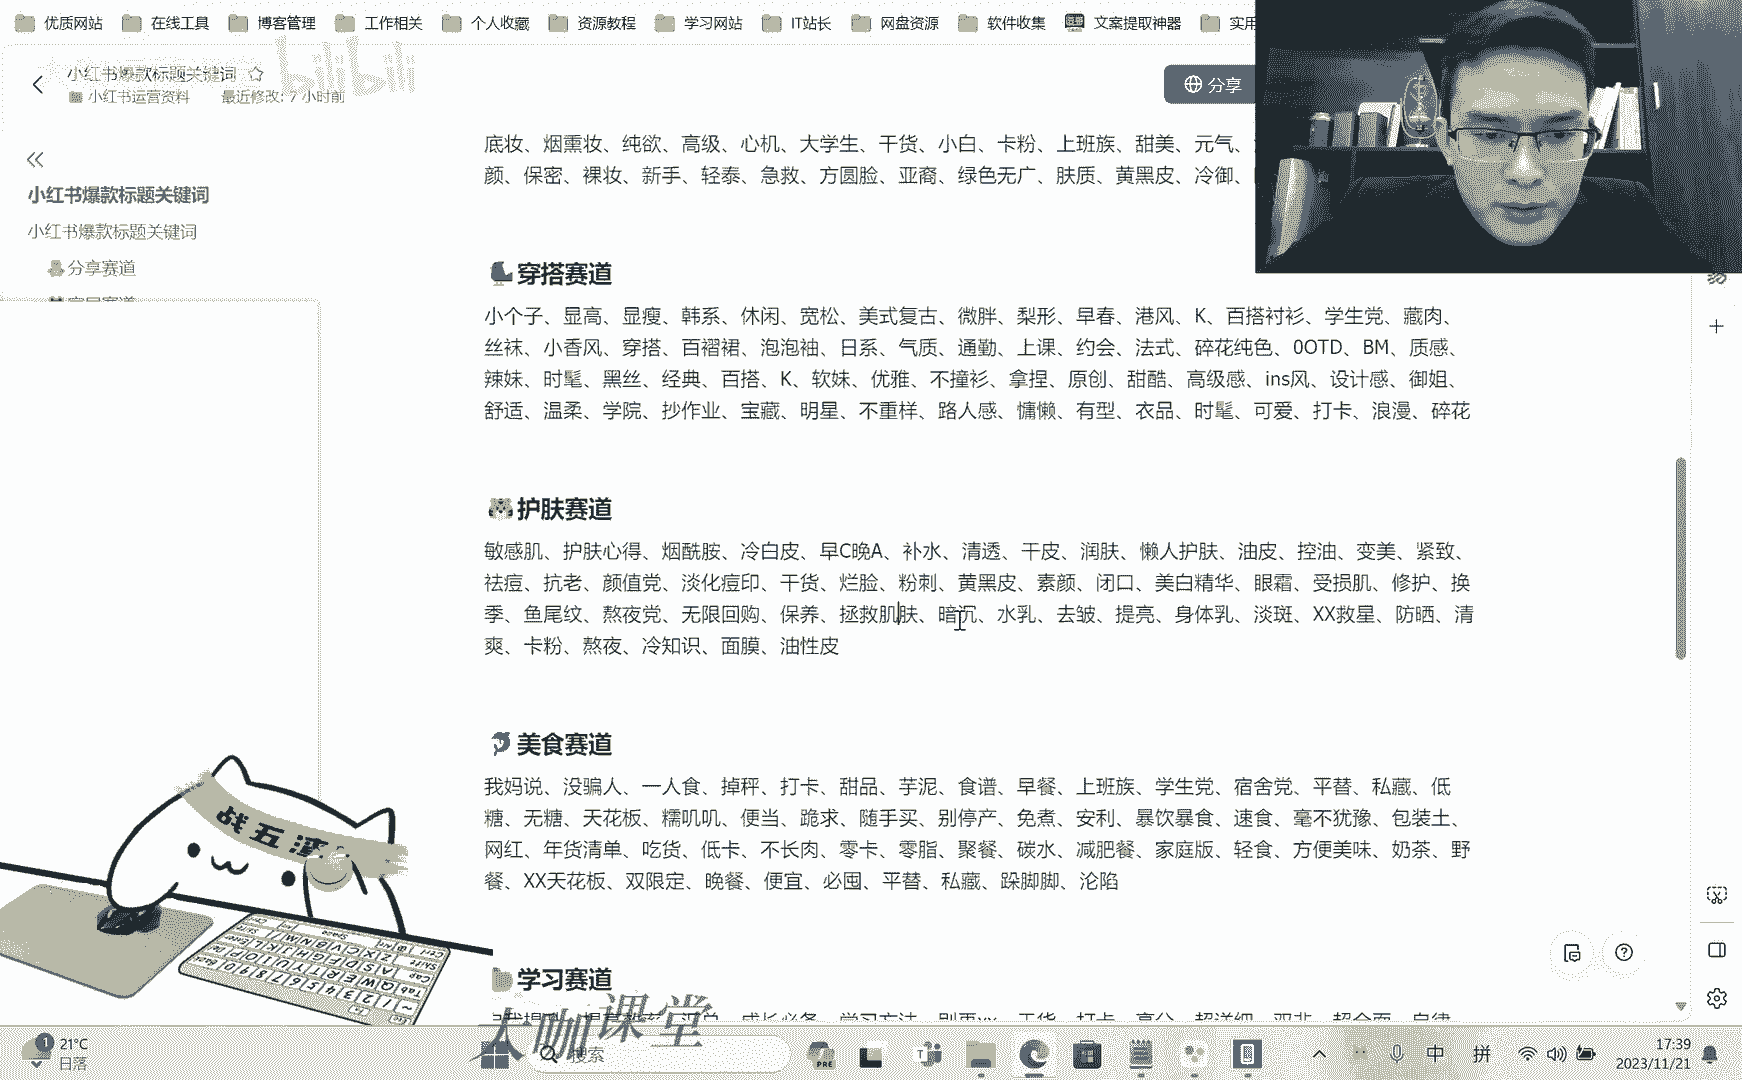 优质网站 在线工具 博客管理 工作相关 个人收藏 资源教程 学习网站 IT站长 网盘资源 软件收集 文案提取神器 实用
bilibili
小红书爆款标题关键词
小红书运营资料 最近修改: 7 小时前
分享
小红书爆款标题关键词
小红书爆款标题关键词
分享赛道
底妆、烟熏妆、纯欲、高级、心机、大学生、干货、小白、卡粉、上班族、甜美、元气、
颜、保密、裸妆、新手、轻泰、急救、方圆脸、亚裔、绿色无广、肤质、黄黑皮、冷御、
穿搭赛道
小个子、显高、显瘦、韩系、休闲、宽松、美式复古、微胖、梨形、早春、港风、K、百搭衬衫、学生党、藏肉、
丝袜、小香风、穿搭、百褶裙、泡泡袖、日系、气质、通勤、上课、约会、法式、碎花纯色、0OTD、BM、质感、
辣妹、时髦、黑丝、经典、百搭、K、软妹、优雅、不撞衫、拿捏、原创、甜酷、高级感、ins风、设计感、御姐、
舒适、温柔、学院、抄作业、宝藏、明星、不重样、路人感、慵懒、有型、衣品、时髦、可爱、打卡、浪漫、碎花
护肤赛道
敏感肌、护肤心得、烟酰胺、冷白皮、早C晚A、补水、清透、干皮、润肤、懒人护肤、油皮、控油、变美、紧致、
祛痘、抗老、颜值党、淡化痘印、干货、烂脸、粉刺、黄黑皮、素颜、闭口、美白精华、眼霜、受损肌、修护、换
季、鱼尾纹、熬夜党、无限回购、保养、拯救肌肤、暗沉、水乳、去皱、提亮、身体乳、淡斑、XX救星、防晒、清
爽、卡粉、熬夜、冷知识、面膜、油性皮
美食赛道
我妈说、没骗人、一人食、掉秤、打卡、甜品、芋泥、食谱、早餐、上班族、学生党、宿舍党、平替、私藏、低
糖、无糖、天花板、糯叽叽、便当、跪求、随手买、别停产、免煮、安利、暴饮暴食、速食、毫不犹豫、包装土、
网红、年货清单、吃货、低卡、不长肉、零卡、零脂、聚餐、碳水、减肥餐、家庭版、轻食、方便美味、奶茶、野
餐、XX天花板、双限定、晚餐、便宜、必囤、平替、私藏、跺脚脚、沦陷
学习赛道
战五渣
大咖课堂
1 21°C
日落
搜索
中 拼
17:39
2023/11/21